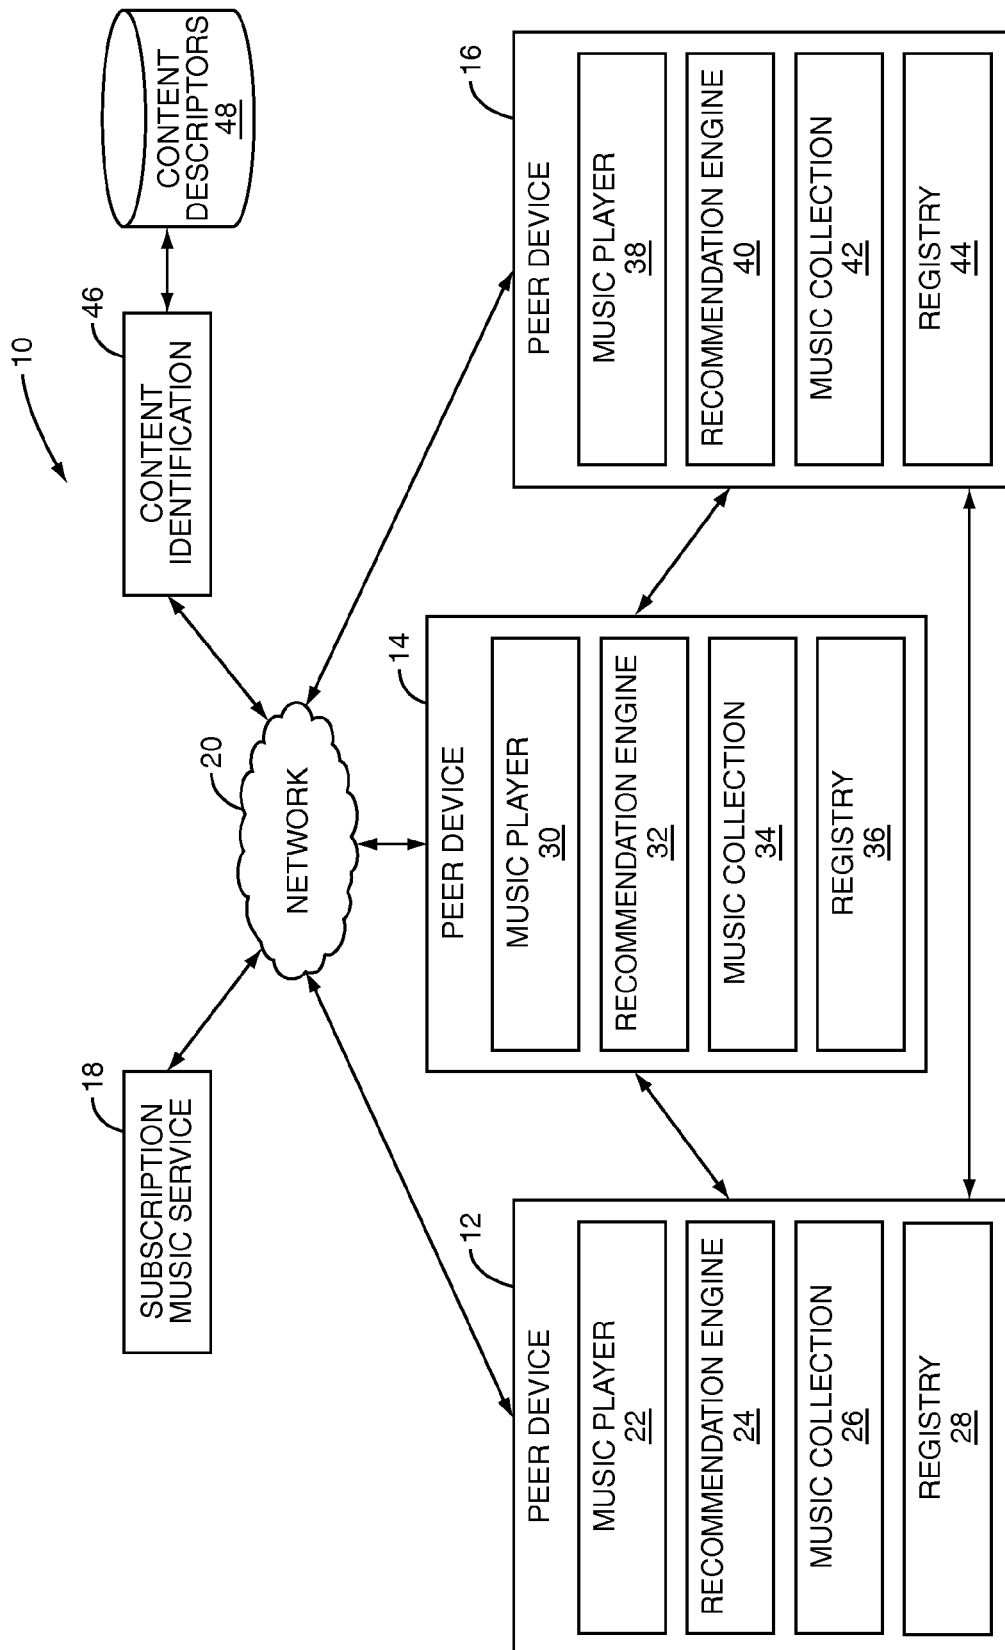 10
18
SUBSCRIPTION
MUSIC SERVICE
20
NETWORK
46
CONTENT
IDENTIFICATION
CONTENT
DESCRIPTORS
48
12
PEER DEVICE
MUSIC PLAYER
22
RECOMMENDATION ENGINE
24
MUSIC COLLECTION
26
REGISTRY
28
14
PEER DEVICE
MUSIC PLAYER
30
RECOMMENDATION ENGINE
32
MUSIC COLLECTION
34
REGISTRY
36
16
PEER DEVICE
MUSIC PLAYER
38
RECOMMENDATION ENGINE
40
MUSIC COLLECTION
42
REGISTRY
44